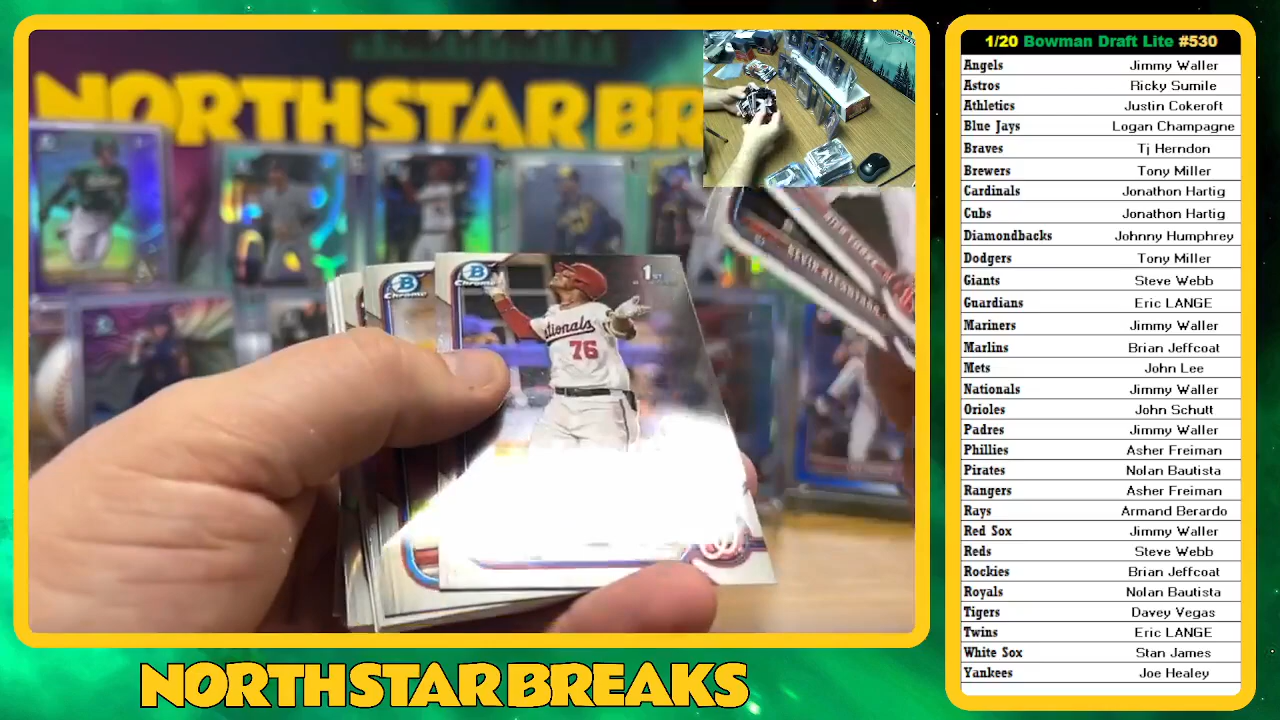 NORTHSTAR BR
B
Chrome
B
Chrome
1st
Nationals
76
1/20 Bowman Draft Lite #530
Angels Jimmy Waller
Astros Ricky Sumile
Athletics Justin Cokeroft
Blue Jays Logan Champagne
Braves Tj Herndon
Brewers Tony Miller
Cardinals Jonathon Hartig
Cubs Jonathon Hartig
Diamondbacks Johnny Humphrey
Dodgers Tony Miller
Giants Steve Webb
Guardians Eric LANGE
Mariners Jimmy Waller
Marlins Brian Jeffcoat
Mets John Lee
Nationals Jimmy Waller
Orioles John Schutt
Padres Jimmy Waller
Phillies Asher Freiman
Pirates Nolan Bautista
Rangers Asher Freiman
Rays Armand Berardo
Red Sox Jimmy Waller
Reds Steve Webb
Rockies Brian Jeffcoat
Royals Nolan Bautista
Tigers Davey Vegas
Twins Eric LANGE
White Sox Stan James
Yankees Joe Healey
NORTHSTAR BREAKS